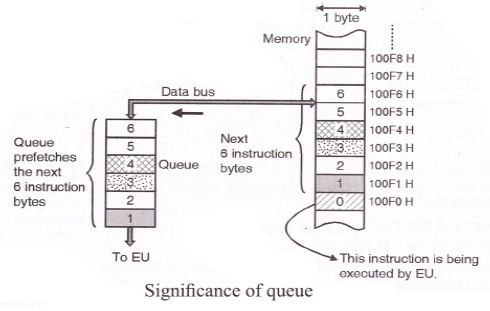 1 byte
Memory
100F8 H
100F7 H
Data bus
6 100F6 H
5 100F5 H
4 100F4 H
3 100F3 H
2 100F2 H
1 100F1 H
0 100F0 H
Next
6 instruction
bytes
6
5
4
3
2
1
Queue
Queue
prefetches
the next
6 instruction
bytes
To EU
This instruction is being
executed by EU.
Significance of queue